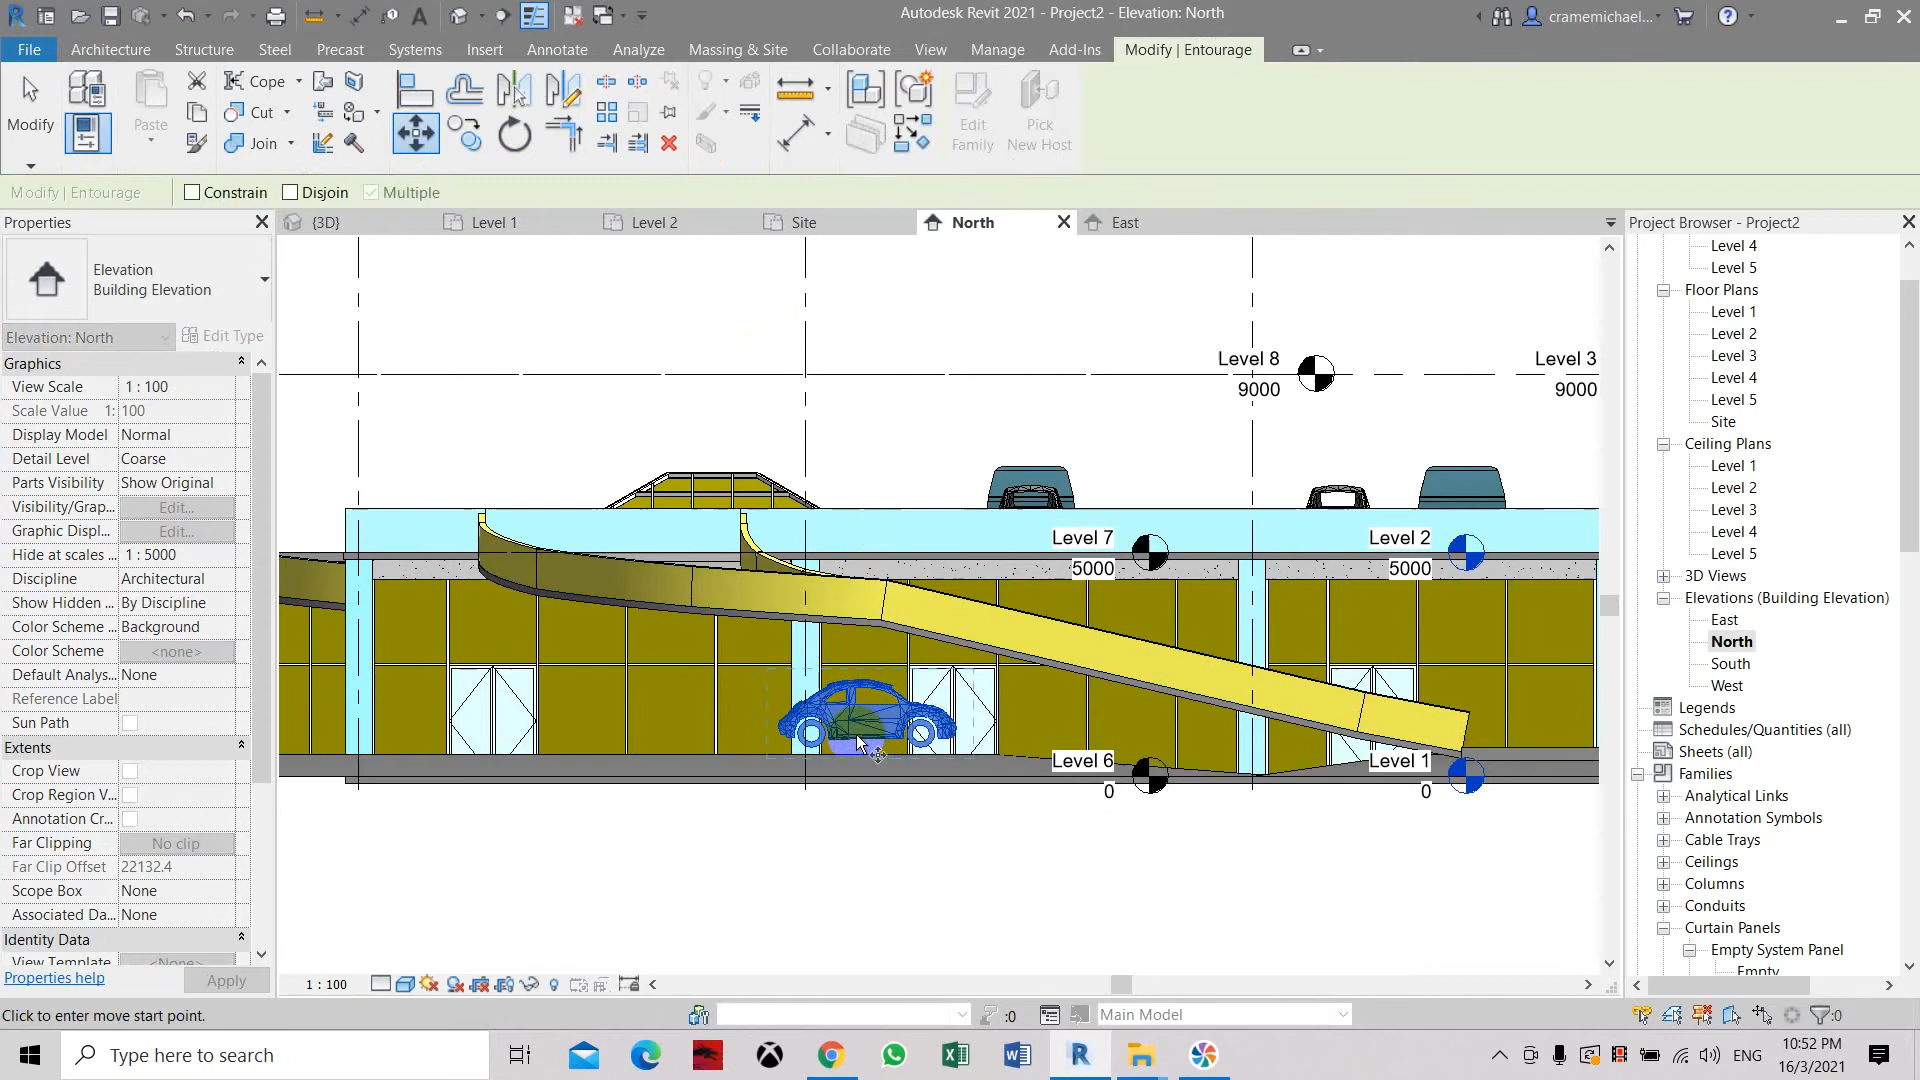 Autodesk Revit 2021 - Project2 - Elevation: North
cramemichael...
File Architecture Structure Steel Precast Systems Insert Annotate Analyze Massing & Site Collaborate View Manage Add-Ins Modify | Entourage
Modify
Paste
Cope
Cut
Join
Edit
Family
Pick
New Host
Modify | Entourage
Constrain
Disjoin
Multiple
Properties
{3D}
Level 1
Level 2
Site
North
East
Project Browser - Project2
Elevation
Building Elevation
Elevation: North
Edit Type
Graphics
View Scale 1 : 100
Scale Value 1: 100
Display Model Normal
Detail Level Coarse
Parts Visibility Show Original
Visibility/Grap... Edit...
Graphic Displ... Edit...
Hide at scales ... 1 : 5000
Discipline Architectural
Show Hidden ... By Discipline
Color Scheme ... Background
Color Scheme <none>
Default Analys... None
Reference Label
Sun Path
Extents
Crop View
Crop Region V...
Annotation Cr...
Far Clipping No clip
Far Clip Offset 22132.4
Scope Box None
Associated Da... None
Identity Data
View Template <None>
Properties help
Apply
Level 8
9000
Level 3
9000
Level 7
5000
Level 2
5000
Level 6
0
Level 1
0
Level 4
Level 5
Floor Plans
Level 1
Level 2
Level 3
Level 4
Level 5
Site
Ceiling Plans
Level 1
Level 2
Level 3
Level 4
Level 5
3D Views
Elevations (Building Elevation)
East
North
South
West
Legends
Schedules/Quantities (all)
Sheets (all)
Families
Analytical Links
Annotation Symbols
Cable Trays
Ceilings
Columns
Conduits
Curtain Panels
Empty System Panel
Empty
1 : 100
Click to enter move start point.
:0
Main Model
:0
Type here to search
ENG
10:52 PM
16/3/2021